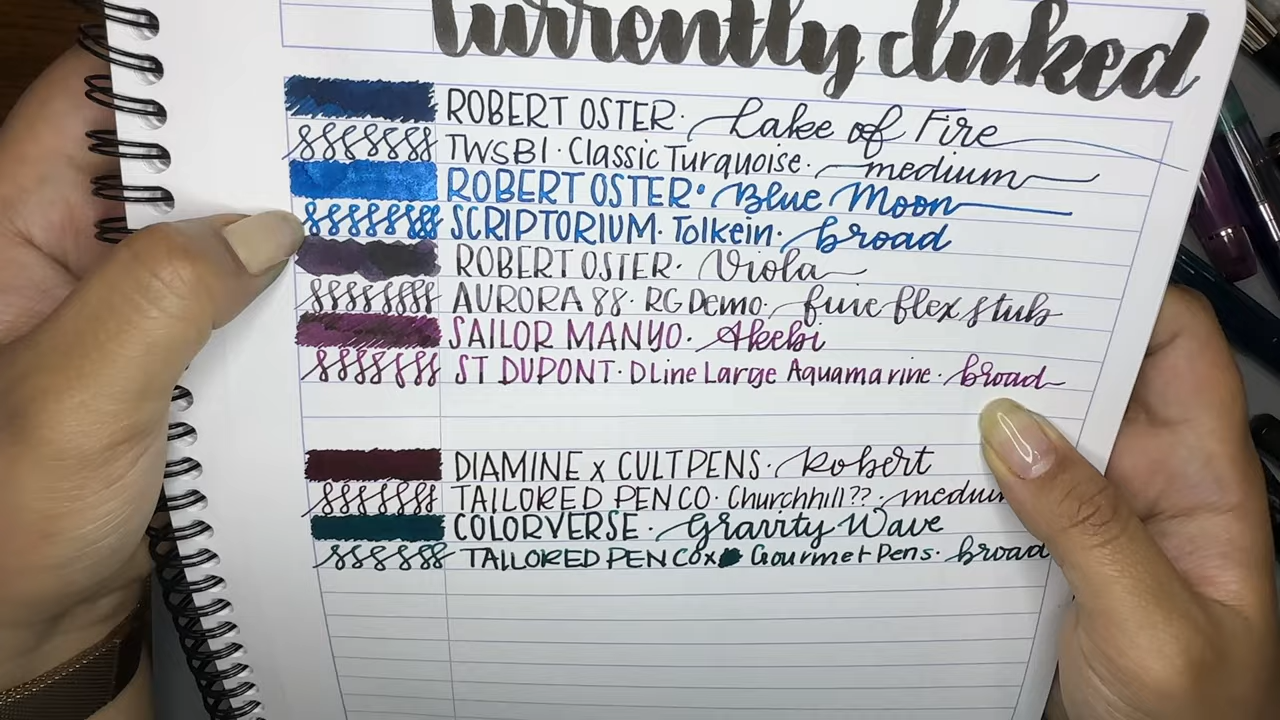 Currently Inked
ROBERT OSTER · Lake of Fire
TWSBI · Classic Turquoise · medium
ROBERT OSTER · Blue Moon
SCRIPTORIUM · Tolkein · broad
ROBERT OSTER · Viola
AURORA 88 · RG Demo · fine flex stub
SAILOR MANYO · Akebi
ST DUPONT · D Line Large Aquamarine · broad
DIAMINE x CULTPENS · Robert
TAILORED PEN CO · Churchhill?? · medium
COLORVERSE · Gravity Wave
TAILORED PEN CO x Gourmet Pens · broad